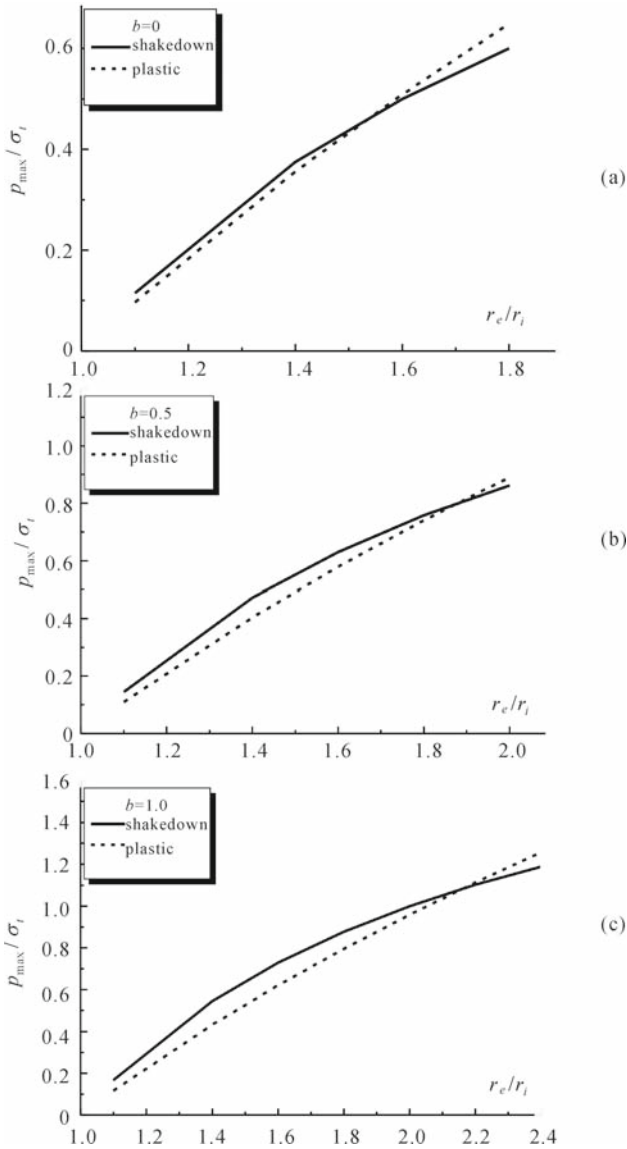 b=0
shakedown
plastic
0.6
0.4
0.2
0
p_max / σ_t
r_e/r_i
1.0 1.2 1.4 1.6 1.8
(a)
b=0.5
shakedown
plastic
1.2
1.0
0.8
0.6
0.4
0.2
0
p_max / σ_t
r_e/r_i
1.0 1.2 1.4 1.6 1.8 2.0
(b)
b=1.0
shakedown
plastic
1.6
1.4
1.2
1.0
0.8
0.6
0.4
0.2
0
p_max / σ_t
r_e/r_i
1.0 1.2 1.4 1.6 1.8 2.0 2.2 2.4
(c)